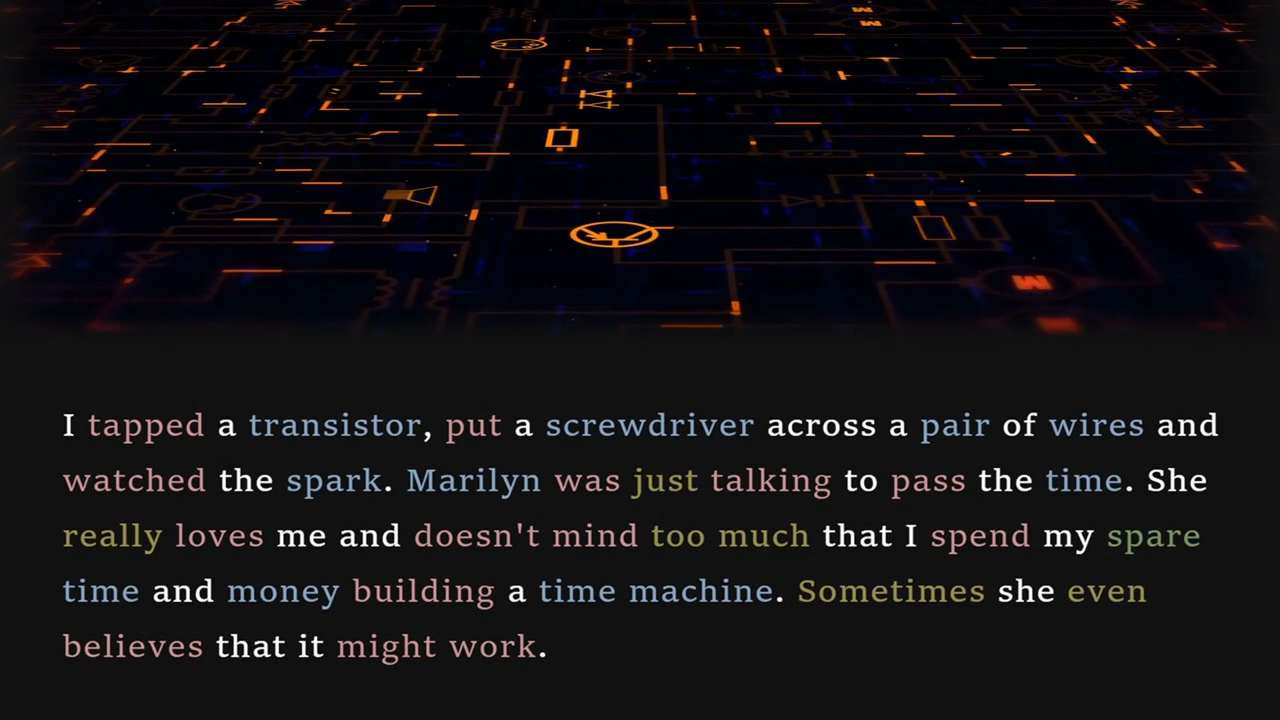 I tapped a transistor, put a screwdriver across a pair of wires and
watched the spark. Marilyn was just talking to pass the time. She
really loves me and doesn't mind too much that I spend my spare
time and money building a time machine. Sometimes she even
believes that it might work.